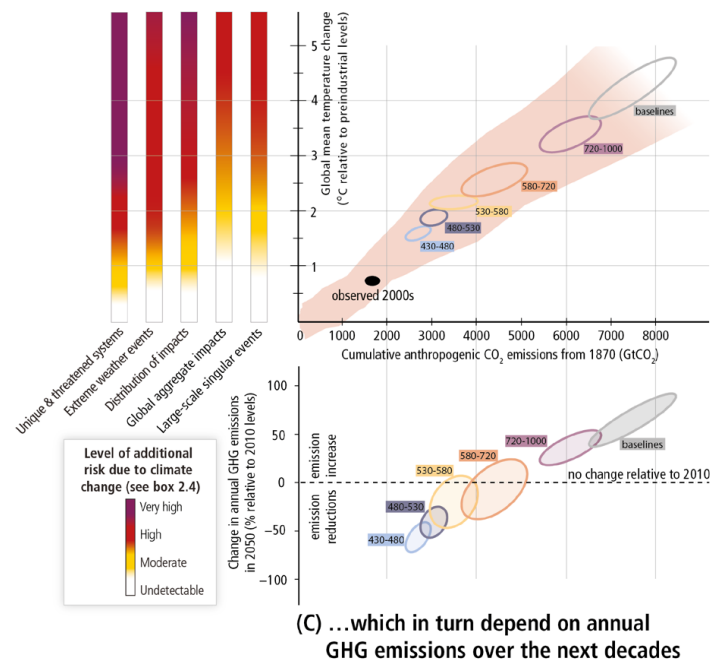 5
4
3
2
1
Global mean temperature change
(°C relative to preindustrial levels)
baselines
720-1000
580-720
530-580
480-530
430-480
observed 2000s
0 1000 2000 3000 4000 5000 6000 7000 8000
Cumulative anthropogenic CO₂ emissions from 1870 (GtCO₂)
Unique & threatened systems
Extreme weather events
Distribution of impacts
Global aggregate impacts
Large-scale singular events
Level of additional
risk due to climate
change (see box 2.4)
Very high
High
Moderate
Undetectable
100
50
0
−50
−100
Change in annual GHG emissions
in 2050 (% relative to 2010 levels)
emission
increase
emission
reductions
baselines
720-1000
580-720
530-580
480-530
430-480
no change relative to 2010
(C) …which in turn depend on annual
GHG emissions over the next decades